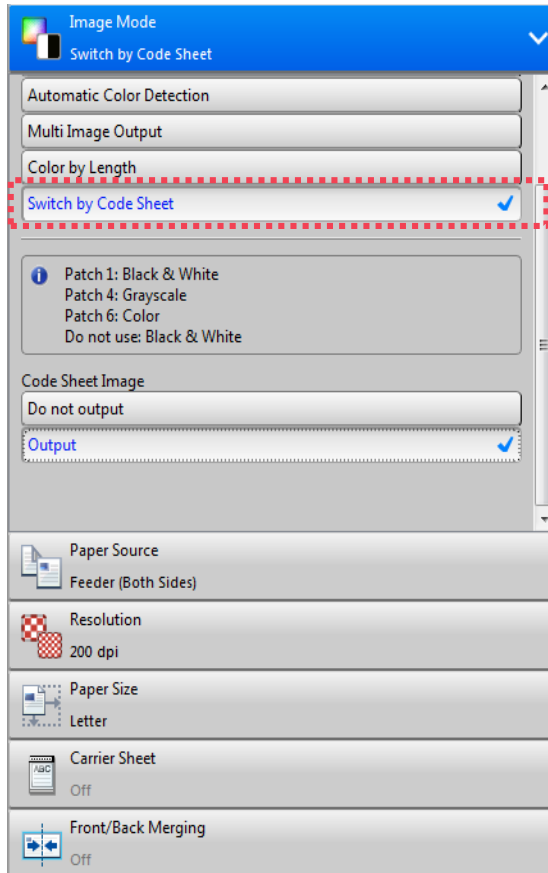 Image Mode
Switch by Code Sheet
Automatic Color Detection
Multi Image Output
Color by Length
Switch by Code Sheet
Patch 1: Black & White
Patch 4: Grayscale
Patch 6: Color
Do not use: Black & White
Code Sheet Image
Do not output
Output
Paper Source
Feeder (Both Sides)
Resolution
200 dpi
Paper Size
Letter
ABC
Carrier Sheet
Off
Front/Back Merging
Off